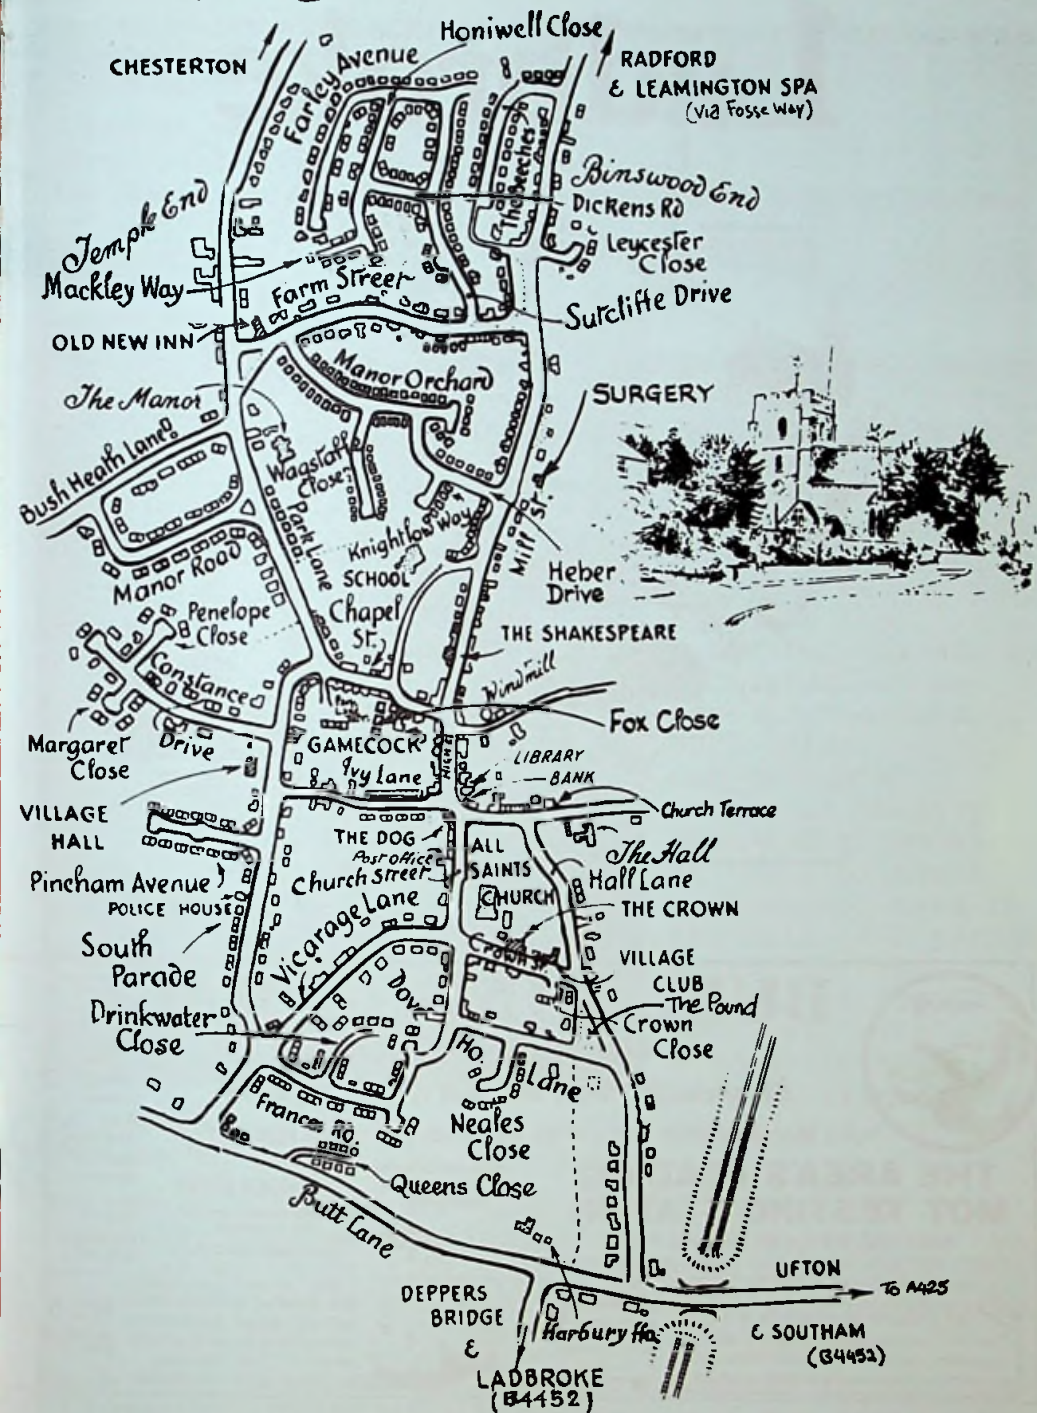 Honiwell Close
CHESTERTON
RADFORD
& LEAMINGTON SPA
(Via Fosse Way)
Farley Avenue
The Beeches
Binswood End
Dickens Rd
Temple End
Leycester
Close
Mackley Way
Farm Street
Surcliffe Drive
OLD NEW INN
Manor Orchard
The Manor
SURGERY
Bush Heath Lane
Wagstaff
Close
Park Lane
Knightlow Way
Mill St.
Manor Road
SCHOOL
Heber
Drive
Penelope
Close
Chapel
St.
THE SHAKESPEARE
Constance
Drive
Windmill
Fox Close
Margaret
Close
GAMECOCK
HIGH
Ivy Lane
LIBRARY
BANK
VILLAGE
HALL
Church Terrace
THE DOG
Post office
Church Street
ALL
SAINTS
CHURCH
The Hall
Hall Lane
Pincham Avenue
POLICE HOUSE
THE CROWN
Vicarage Lane
South
Parade
Crown St.
VILLAGE
CLUB
The Pound
Crown
Close
Drinkwater
Close
Dove
Ho.
Lane
Frances Rd.
Neales
Close
Queens Close
Butt Lane
UFTON
To A425
DEPPERS
BRIDGE
&
LADBROKE
(B4452)
Harbury Ho.
& SOUTHAM
(B4452)